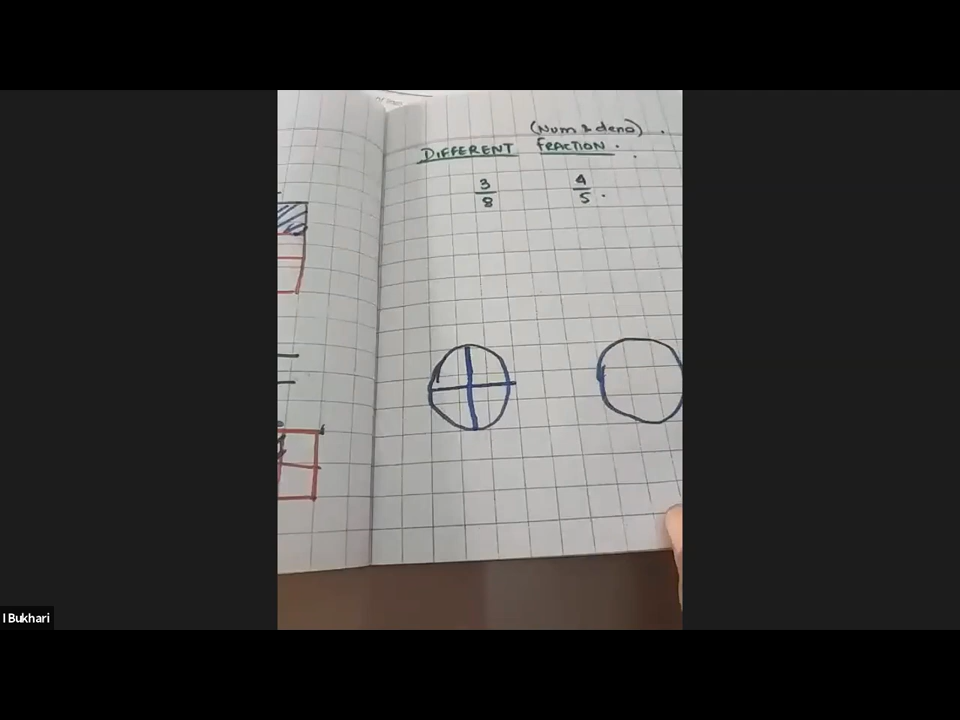 (Num & deno) .
DIFFERENT FRACTION.
3/8 4/5.
I Bukhari